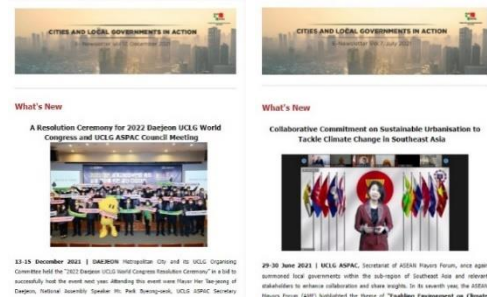 CITIES AND LOCAL GOVERNMENTS IN ACTION
December 2021
What's New
A Resolution Ceremony for 2022 Daejeon UCLG World
Congress and UCLG ASPAC Council Meeting
13-15 December 2021 | DAEJEON Metropolitan City and its UCLG Organising
Committee held the "2022 Daejeon UCLG World Congress Resolution Ceremony" in a bid to
successfully host the event next year. Attending this event were Mayor Her Tae-jeong of
Daejeon, National Assembly Speaker Mr. Park Byeong-seok, UCLG ASPAC Secretary
CITIES AND LOCAL GOVERNMENTS IN ACTION
July 2021
What's New
Collaborative Commitment on Sustainable Urbanisation to
Tackle Climate Change in Southeast Asia
29-30 June 2021 | UCLG ASPAC, Secretariat of ASEAN Mayors Forum, once again
summoned local governments within the sub-region of Southeast Asia and relevant
stakeholders to enhance collaboration and share insights. In its seventh year, the ASEAN
Mayors Forum (AMF) highlighted the theme of "Enabling Environment on Climate